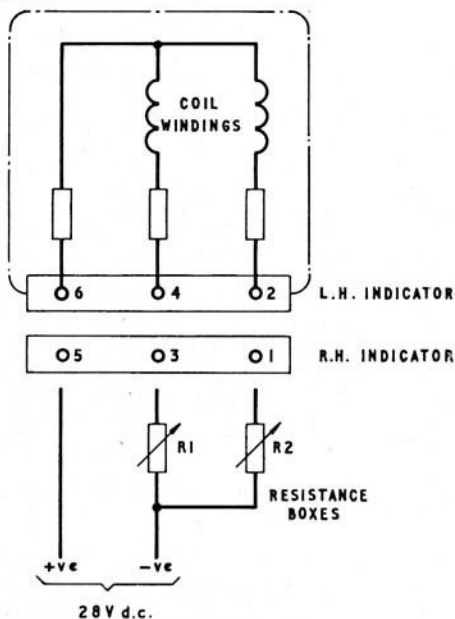 COIL
WINDINGS
6 4 2
L.H. INDICATOR
5 3 1
R.H. INDICATOR
R1 R2
RESISTANCE
BOXES
+ve -ve
28V d.c.